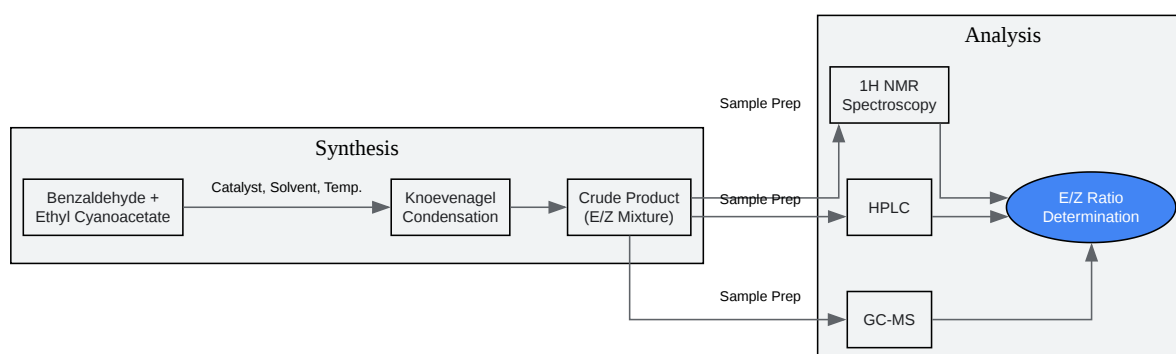 Analysis
1H NMR
Spectroscopy
Sample Prep
Synthesis
Benzaldehyde +
Ethyl Cyanoacetate
Catalyst, Solvent, Temp.
Knoevenagel
Condensation
Crude Product
(E/Z Mixture)
Sample Prep
HPLC
E/Z Ratio
Determination
Sample Prep
GC-MS